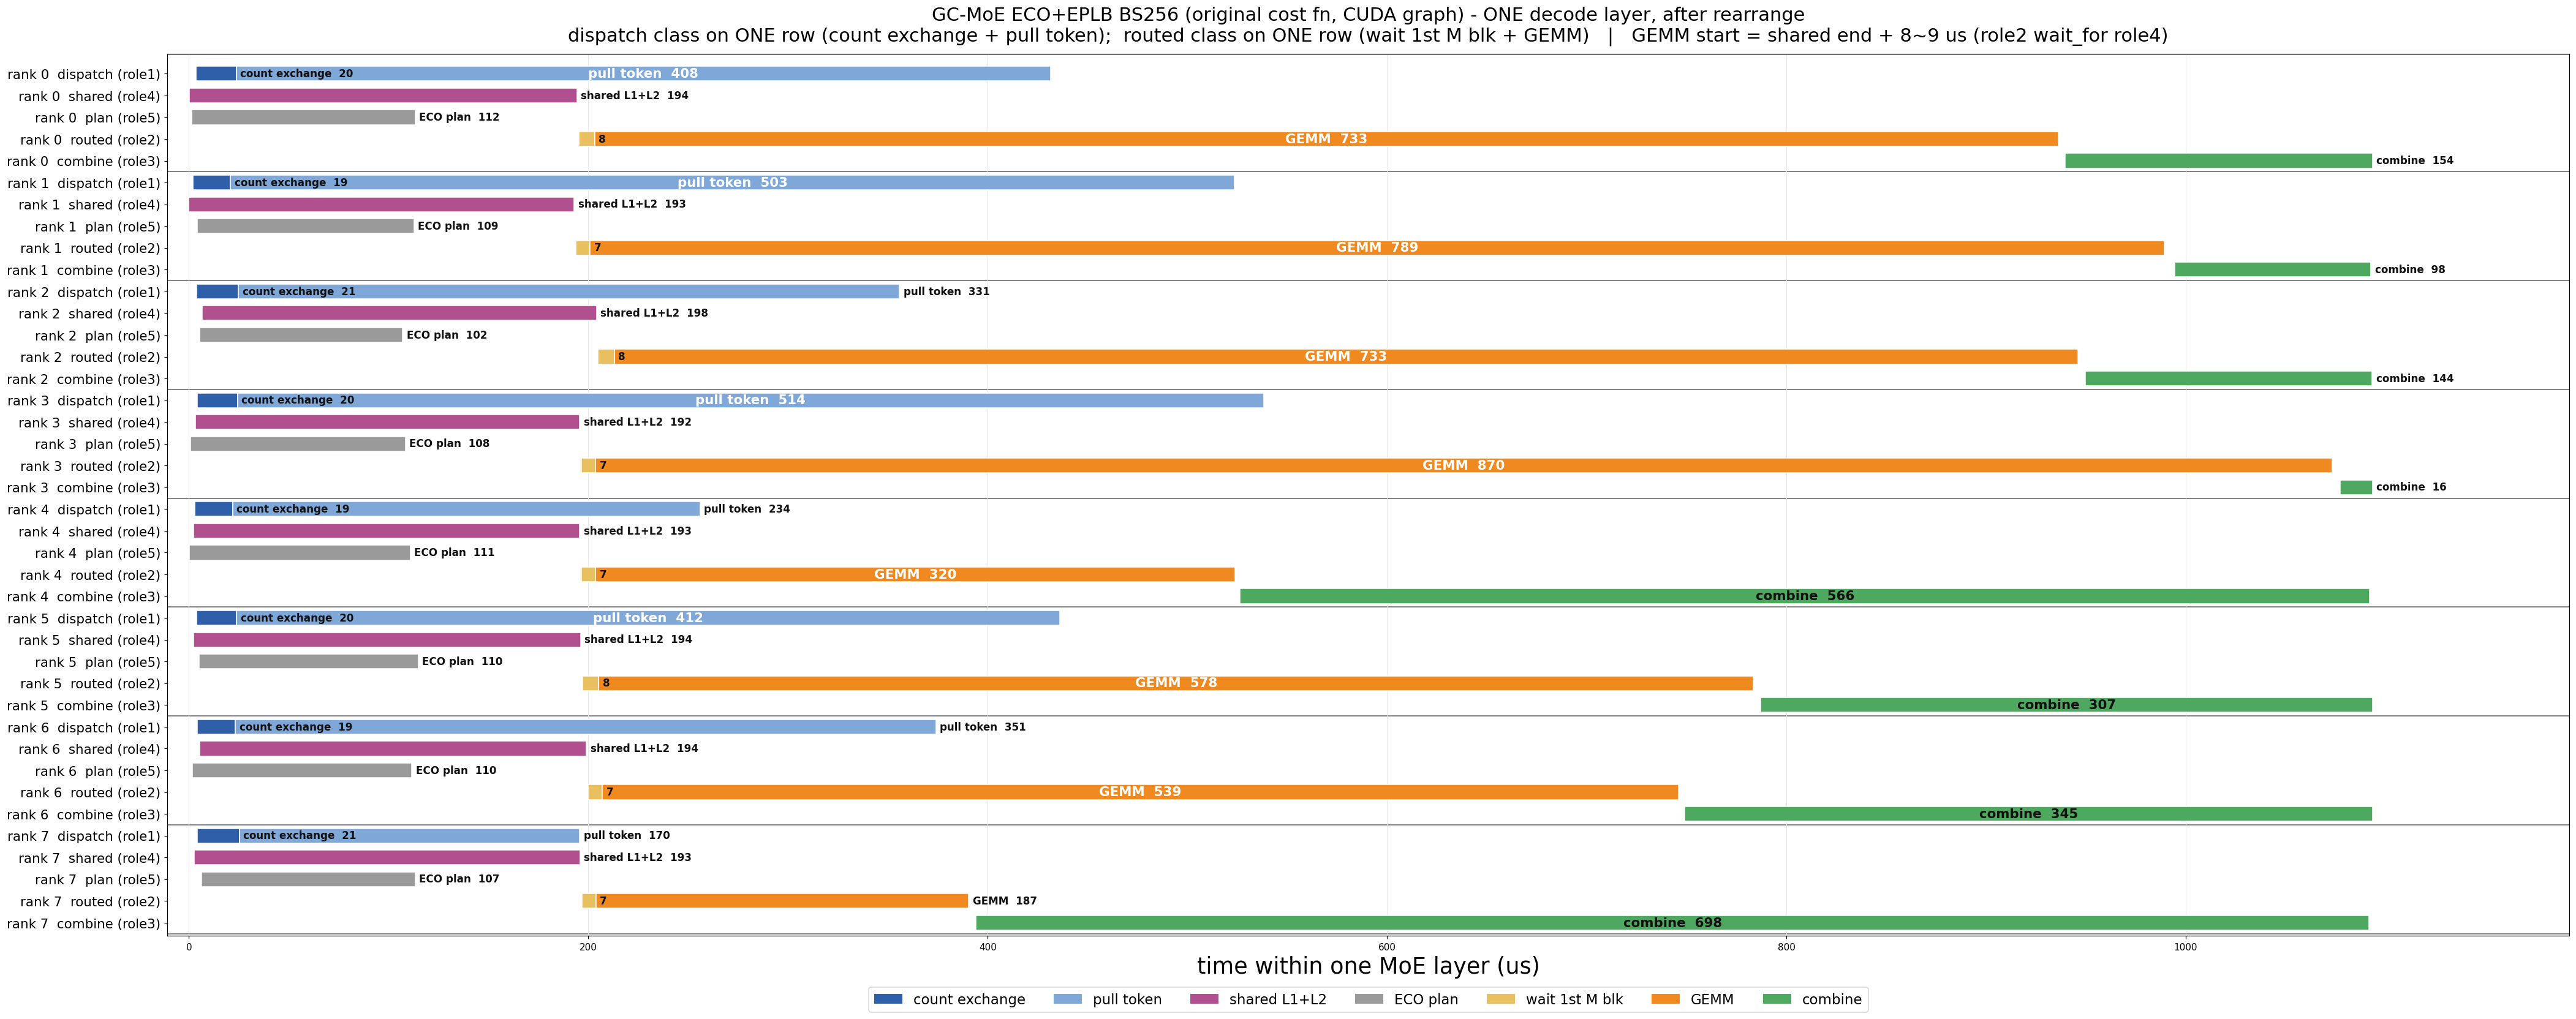 GC-MoE ECO+EPLB BS256 (original cost fn, CUDA graph) - ONE decode layer, after rearrange
dispatch class on ONE row (count exchange + pull token);  routed class on ONE row (wait 1st M blk + GEMM)   |   GEMM start = shared end + 8~9 us (role2 wait_for role4)
rank 0  dispatch (role1) count exchange  20 pull token  408
rank 0  shared (role4) shared L1+L2  194
rank 0  plan (role5) ECO plan  112
rank 0  routed (role2) 8 GEMM  733
rank 0  combine (role3) combine  154
rank 1  dispatch (role1) count exchange  19 pull token  503
rank 1  shared (role4) shared L1+L2  193
rank 1  plan (role5) ECO plan  109
rank 1  routed (role2) 7 GEMM  789
rank 1  combine (role3) combine  98
rank 2  dispatch (role1) count exchange  21 pull token  331
rank 2  shared (role4) shared L1+L2  198
rank 2  plan (role5) ECO plan  102
rank 2  routed (role2) 8 GEMM  733
rank 2  combine (role3) combine  144
rank 3  dispatch (role1) count exchange  20 pull token  514
rank 3  shared (role4) shared L1+L2  192
rank 3  plan (role5) ECO plan  108
rank 3  routed (role2) 7 GEMM  870
rank 3  combine (role3) combine  16
rank 4  dispatch (role1) count exchange  19 pull token  234
rank 4  shared (role4) shared L1+L2  193
rank 4  plan (role5) ECO plan  111
rank 4  routed (role2) 7 GEMM  320
rank 4  combine (role3) combine  566
rank 5  dispatch (role1) count exchange  20 pull token  412
rank 5  shared (role4) shared L1+L2  194
rank 5  plan (role5) ECO plan  110
rank 5  routed (role2) 8 GEMM  578
rank 5  combine (role3) combine  307
rank 6  dispatch (role1) count exchange  19 pull token  351
rank 6  shared (role4) shared L1+L2  194
rank 6  plan (role5) ECO plan  110
rank 6  routed (role2) 7 GEMM  539
rank 6  combine (role3) combine  345
rank 7  dispatch (role1) count exchange  21 pull token  170
rank 7  shared (role4) shared L1+L2  193
rank 7  plan (role5) ECO plan  107
rank 7  routed (role2) 7 GEMM  187
rank 7  combine (role3) combine  698
0 200 400 600 800 1000
time within one MoE layer (us)
count exchange pull token shared L1+L2 ECO plan wait 1st M blk GEMM combine